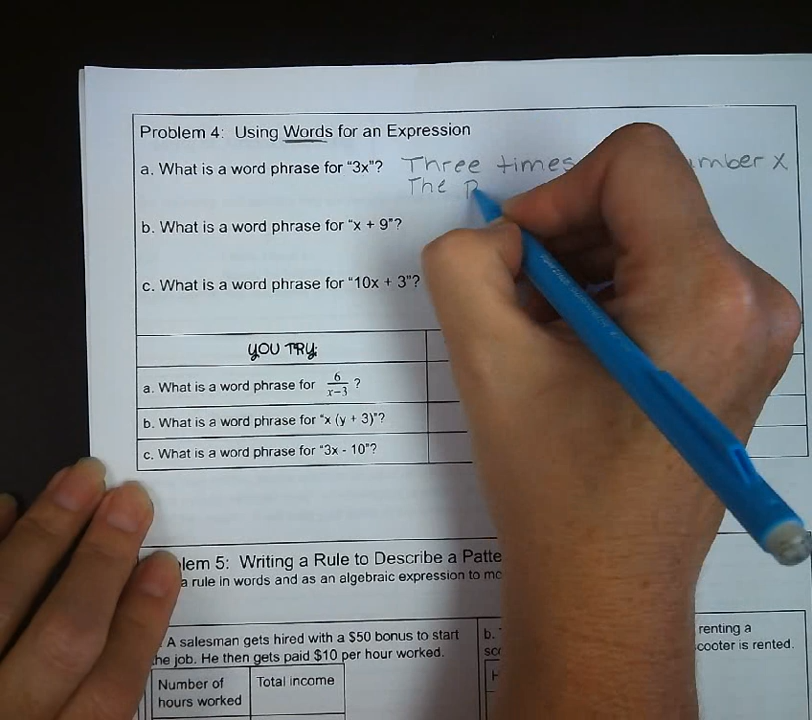 Problem 4: Using Words for an Expression
a. What is a word phrase for "3x"? Three times umber x
The P
b. What is a word phrase for "x + 9"?
c. What is a word phrase for "10x + 3"?
YOU TRY:
a. What is a word phrase for 6/(x-3) ?
b. What is a word phrase for "x (y + 3)"?
c. What is a word phrase for "3x - 10"?
lem 5: Writing a Rule to Describe a Patte
a rule in words and as an algebraic expression to mo
A salesman gets hired with a $50 bonus to start
he job. He then gets paid $10 per hour worked.
Number of hours worked
Total income
b. renting a
sco cooter is rented.
H